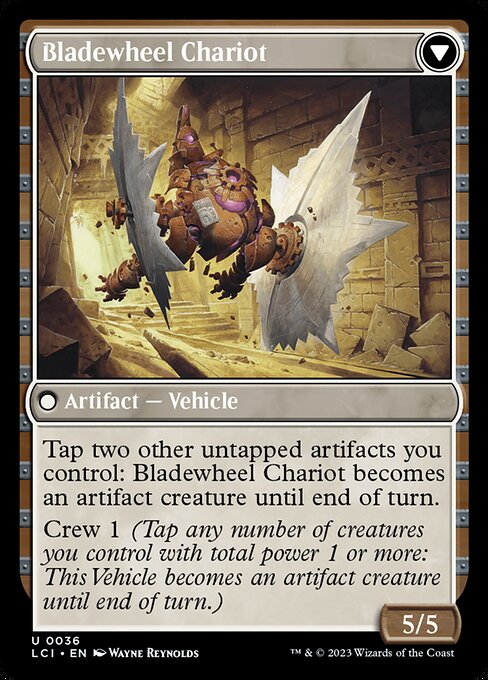 Bladewheel Chariot
Artifact — Vehicle
Tap two other untapped artifacts you
control: Bladewheel Chariot becomes
an artifact creature until end of turn.
Crew 1 (Tap any number of creatures
you control with total power 1 or more:
This Vehicle becomes an artifact creature
until end of turn.)
5/5
U 0036
LCI • EN Wayne Reynolds
™ & © 2023 Wizards of the Coast